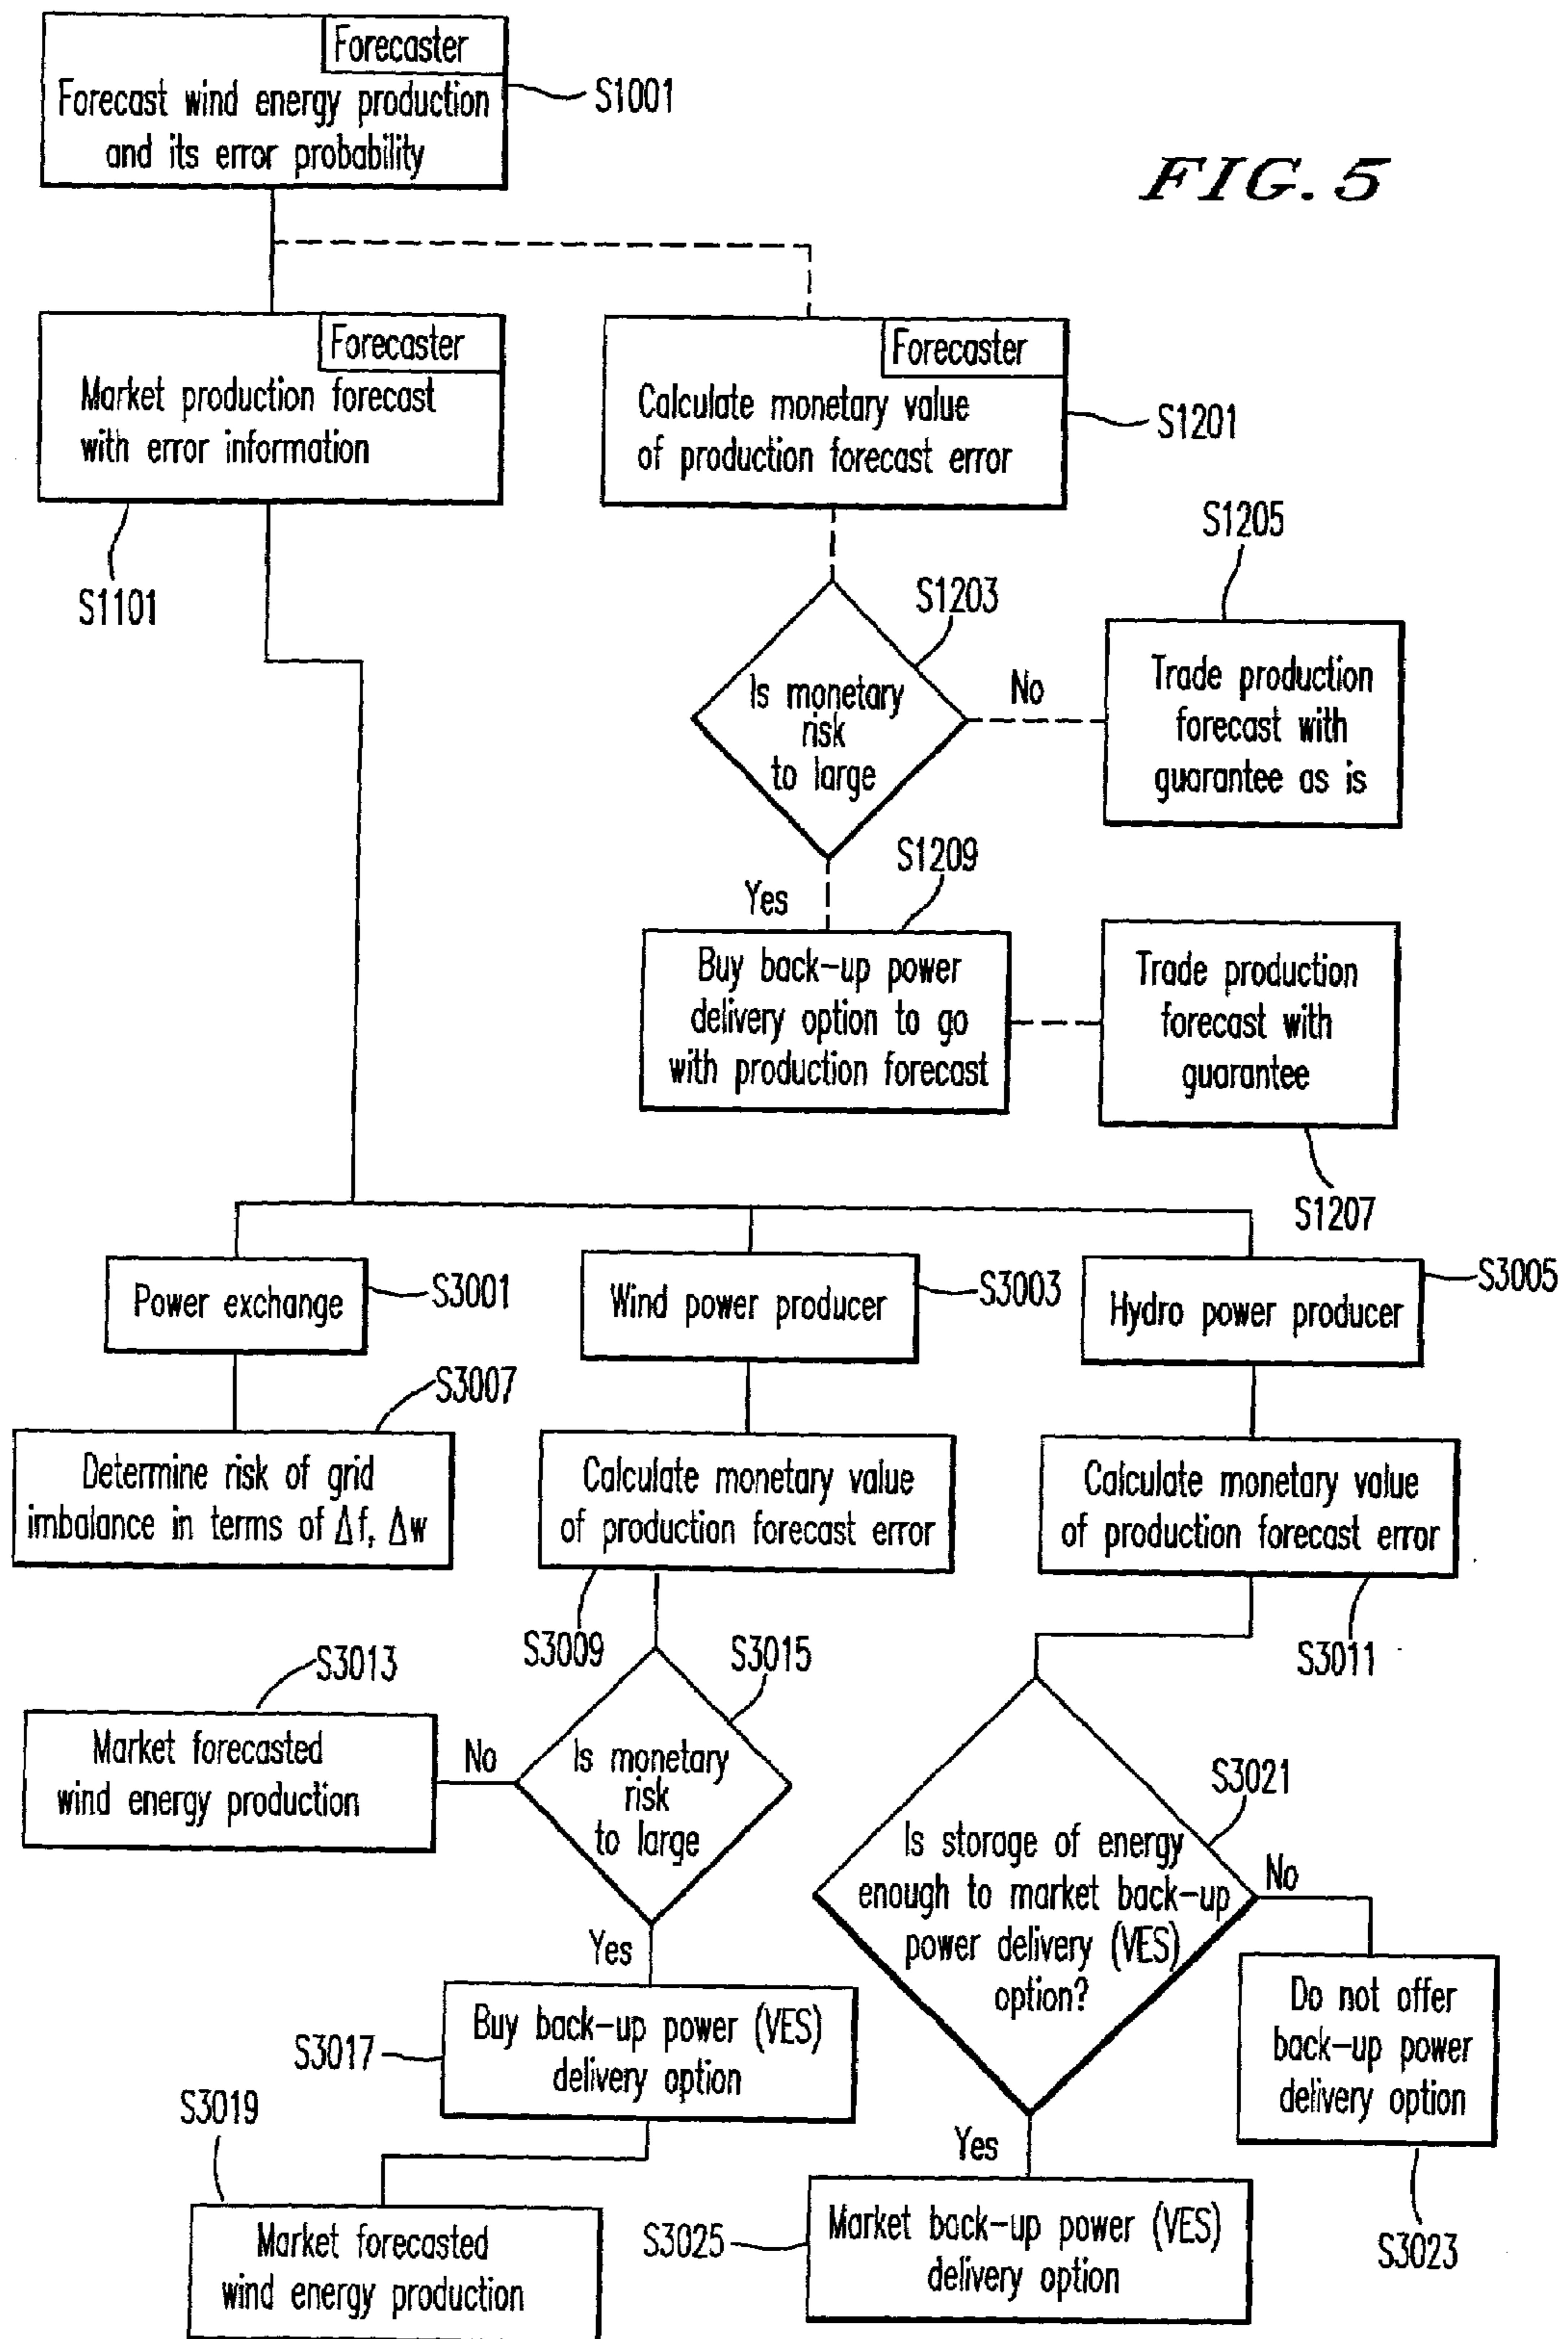 Forecaster
Forecast wind energy production
and its error probability
S1001
FIG. 5
Forecaster
Market production forecast
with error information
S1101
Forecaster
Calculate monetary value
of production forecast error
S1201
S1203
Is monetary
risk
to large
No
S1205
Trade production
forecast with
guarantee as is
Yes
S1209
Buy back-up power
delivery option to go
with production forecast
Trade production
forecast with
guarantee
S1207
Power exchange
S3001
Wind power producer
S3003
Hydro power producer
S3005
S3007
Determine risk of grid
imbalance in terms of Δf, Δw
Calculate monetary value
of production forecast error
S3009
Calculate monetary value
of production forecast error
S3011
S3013
Market forecasted
wind energy production
No
S3015
Is monetary
risk
to large
Yes
S3017
Buy back-up power (VES)
delivery option
S3019
Market forecasted
wind energy production
S3021
Is storage of energy
enough to market back-up
power delivery (VES)
option?
No
Do not offer
back-up power
delivery option
S3023
Yes
S3025
Market back-up power (VES)
delivery option